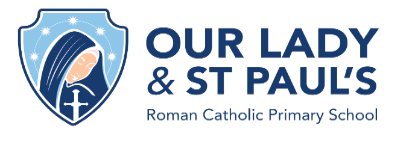 OUR LADY
& ST PAUL'S
Roman Catholic Primary School